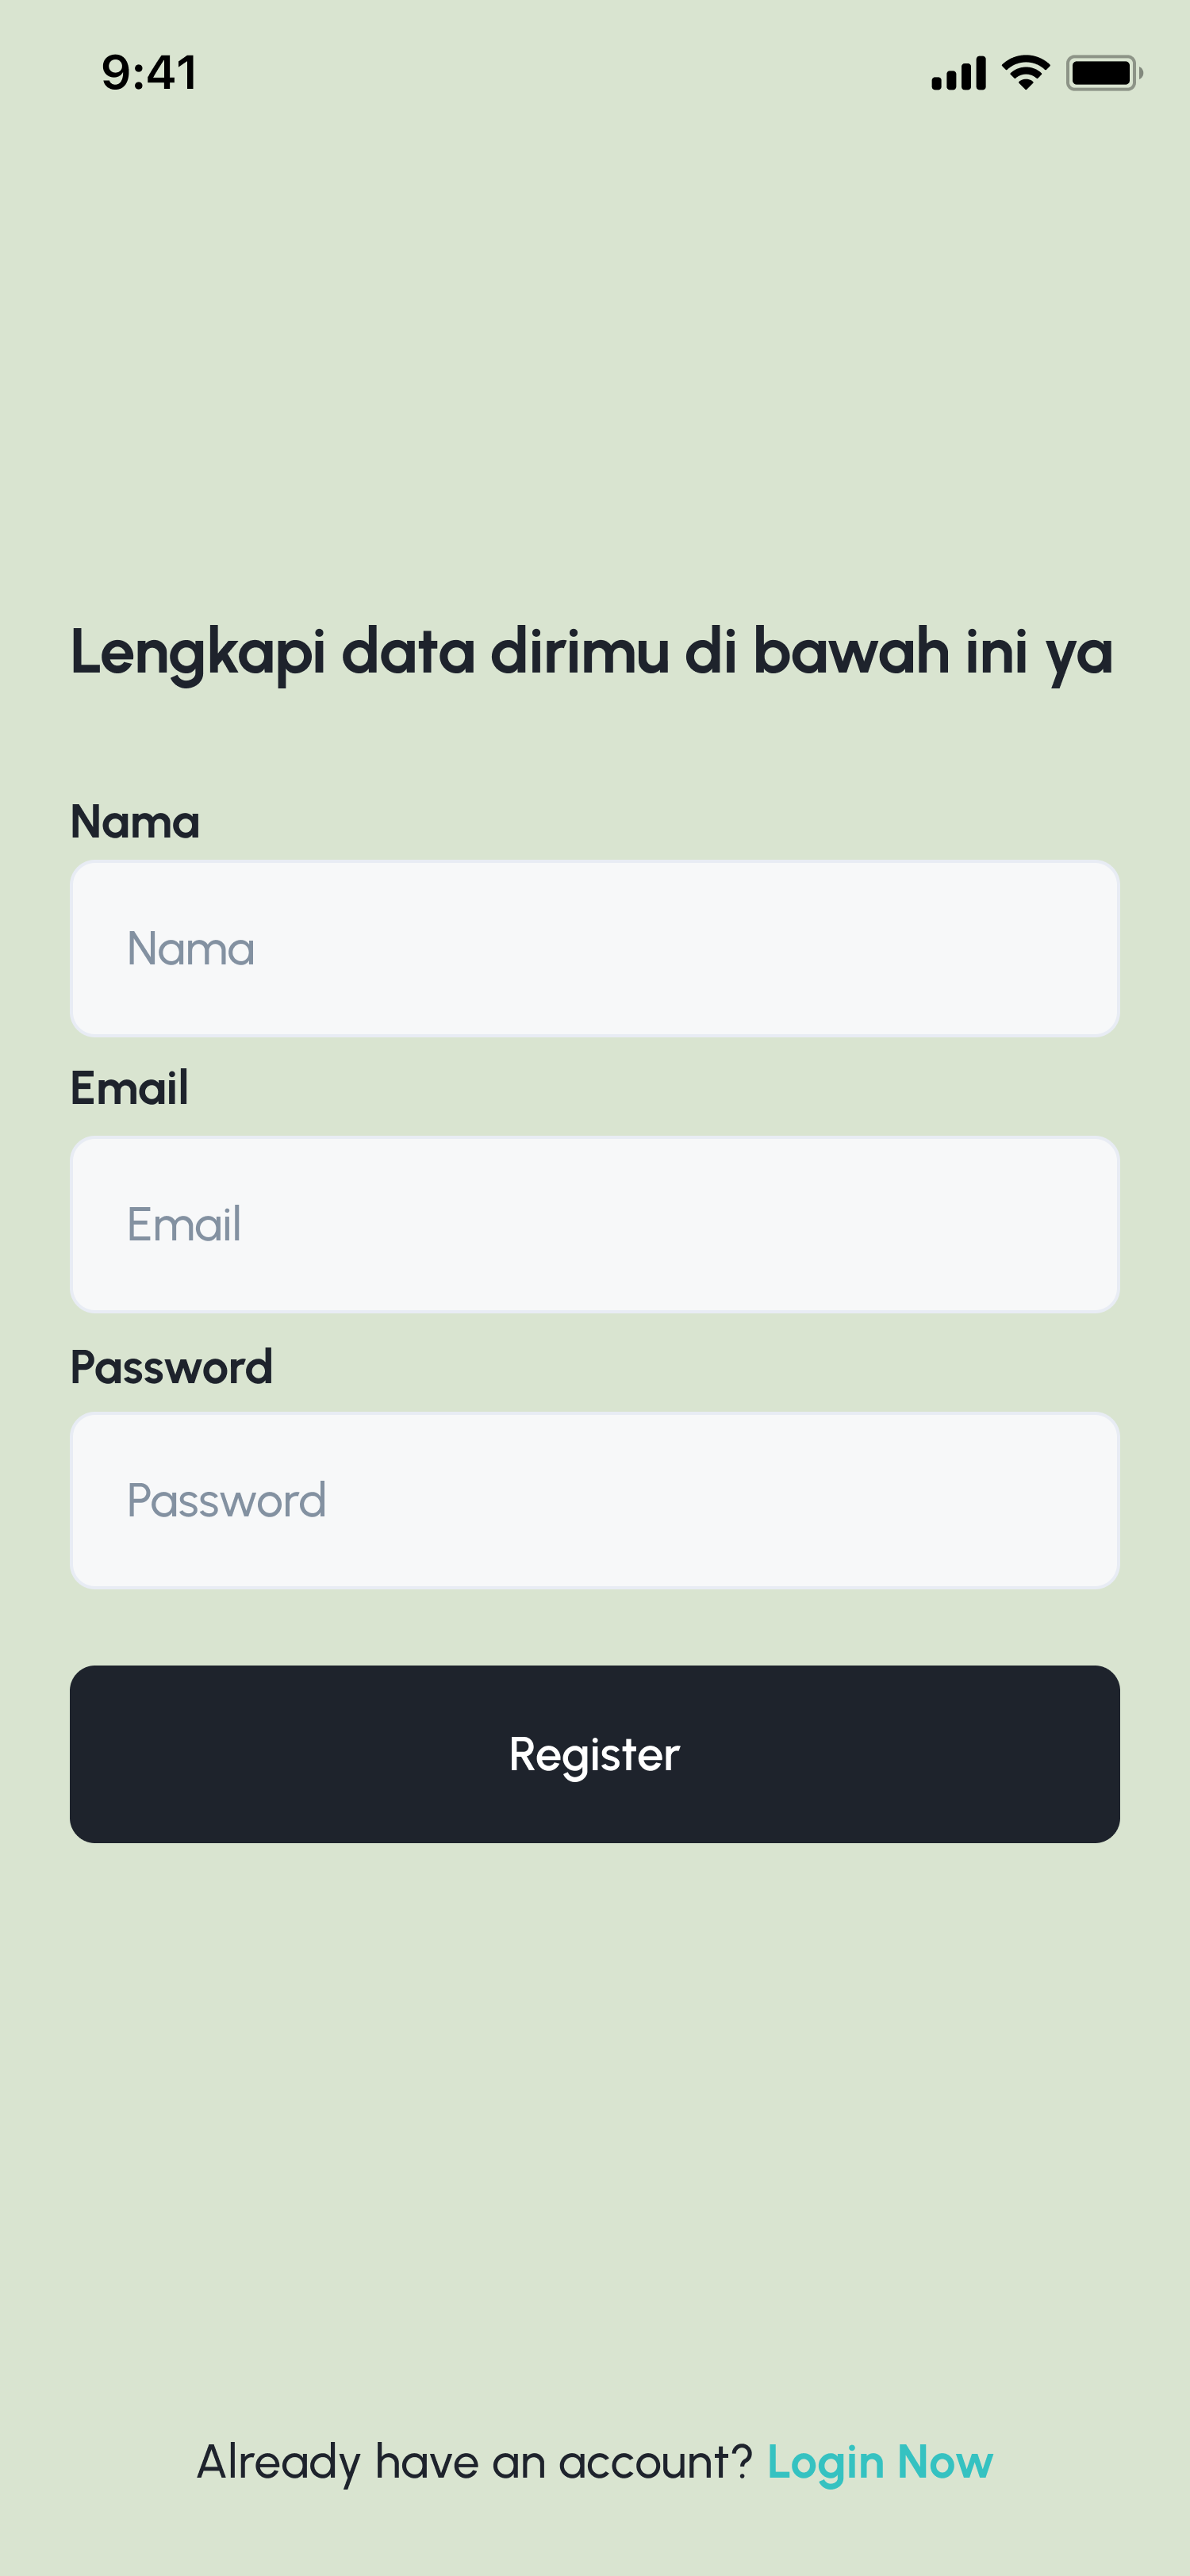 9:41
Lengkapi data dirimu di bawah ini ya
Nama
Nama
Email
Email
Password
Password
Register
Already have an account? Login Now